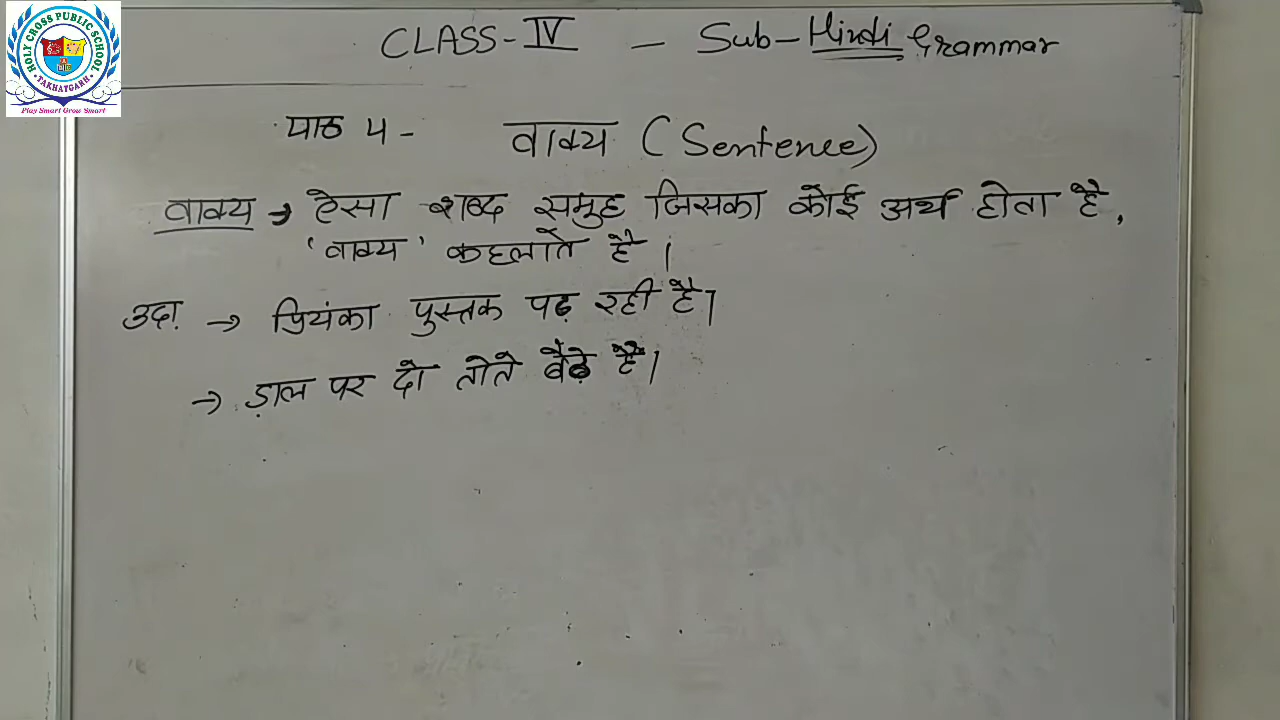 HOLY CROSS PUBLIC SCHOOL
TAKHATGARH
Play Smart Grow Smart
CLASS-IV - Sub-Hindi Grammar
पाठ 4 - वाक्य (Sentence)
वाक्य → ऐसा शब्द समुह जिसका कोई अर्थ होता है,
'वाक्य' कहलाते है।
उदा. → प्रियंका पुस्तक पढ़ रही है।
→ ड़ाल पर दो तोते बैठे है।